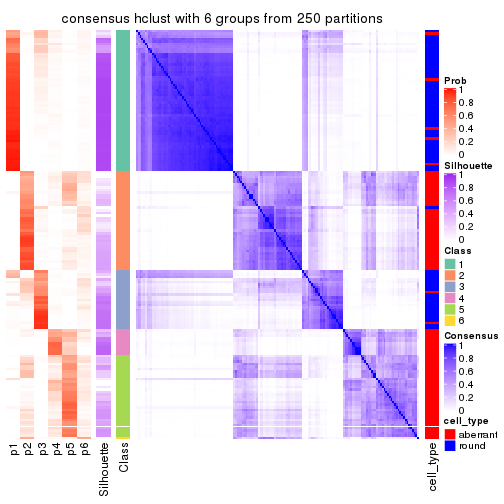 consensus hclust with 6 groups from 250 partitions
Prob
1
0.8
0.6
0.4
0.2
0
Silhouette
1
0.8
0.6
0.4
0.2
0
Class
1
2
3
4
5
6
Consensus
1
0.8
0.6
0.4
0.2
0
cell_type
aberrant
round
p1
p2
p3
p4
p5
p6
Silhouette
Class
cell_type